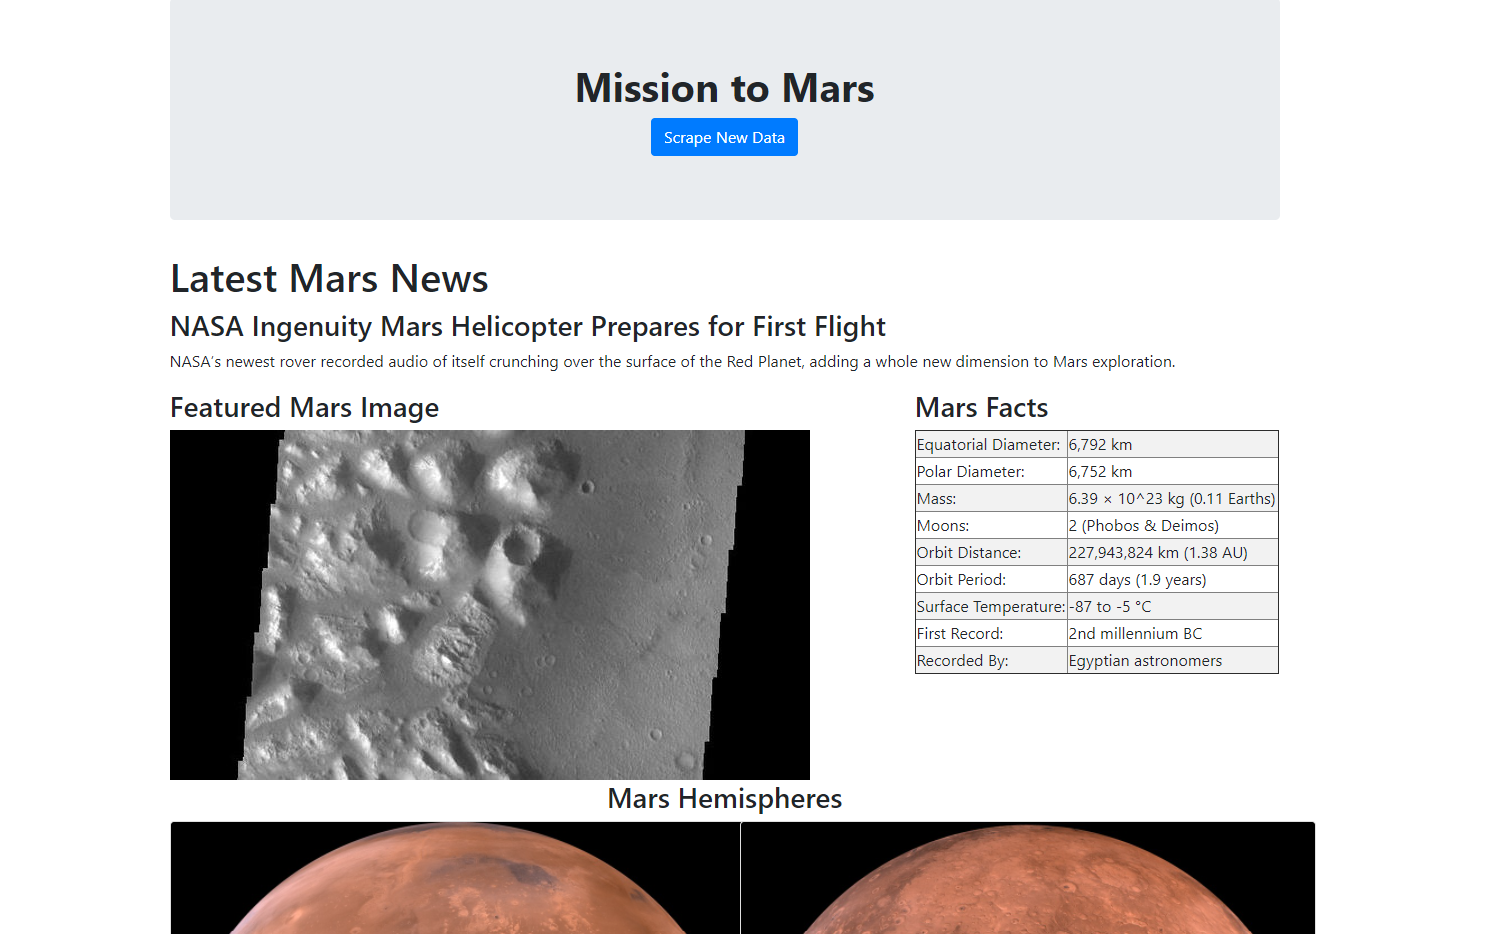 Mission to Mars
Scrape New Data
Latest Mars News
NASA Ingenuity Mars Helicopter Prepares for First Flight
NASA's newest rover recorded audio of itself crunching over the surface of the Red Planet, adding a whole new dimension to Mars exploration.
Featured Mars Image
Mars Facts
Equatorial Diameter: 6,792 km
Polar Diameter: 6,752 km
Mass: 6.39 × 10^23 kg (0.11 Earths)
Moons: 2 (Phobos & Deimos)
Orbit Distance: 227,943,824 km (1.38 AU)
Orbit Period: 687 days (1.9 years)
Surface Temperature: -87 to -5 °C
First Record: 2nd millennium BC
Recorded By: Egyptian astronomers
Mars Hemispheres